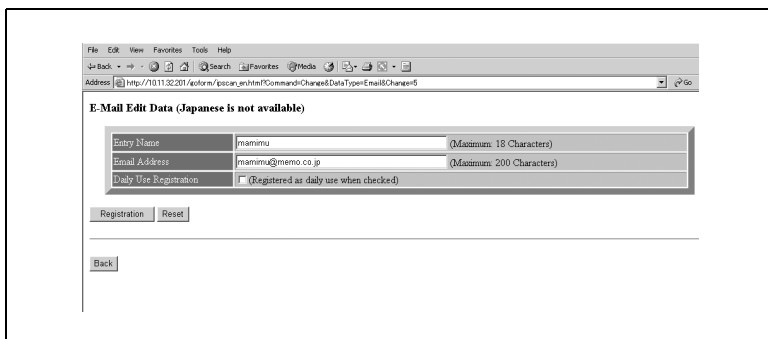 File Edit View Favorites Tools Help
Back Search Favorites Media
Address http://10.11.32.201/goform/ipscan_en.htm?Command=Change&DataType=Email&Change=5 Go
E-Mail Edit Data (Japanese is not available)
Entry Name mamimu (Maximum: 18 Characters)
Email Address mamimu@memo.co.jp (Maximum: 200 Characters)
Daily Use Registration (Registered as daily use when checked)
Registration Reset
Back